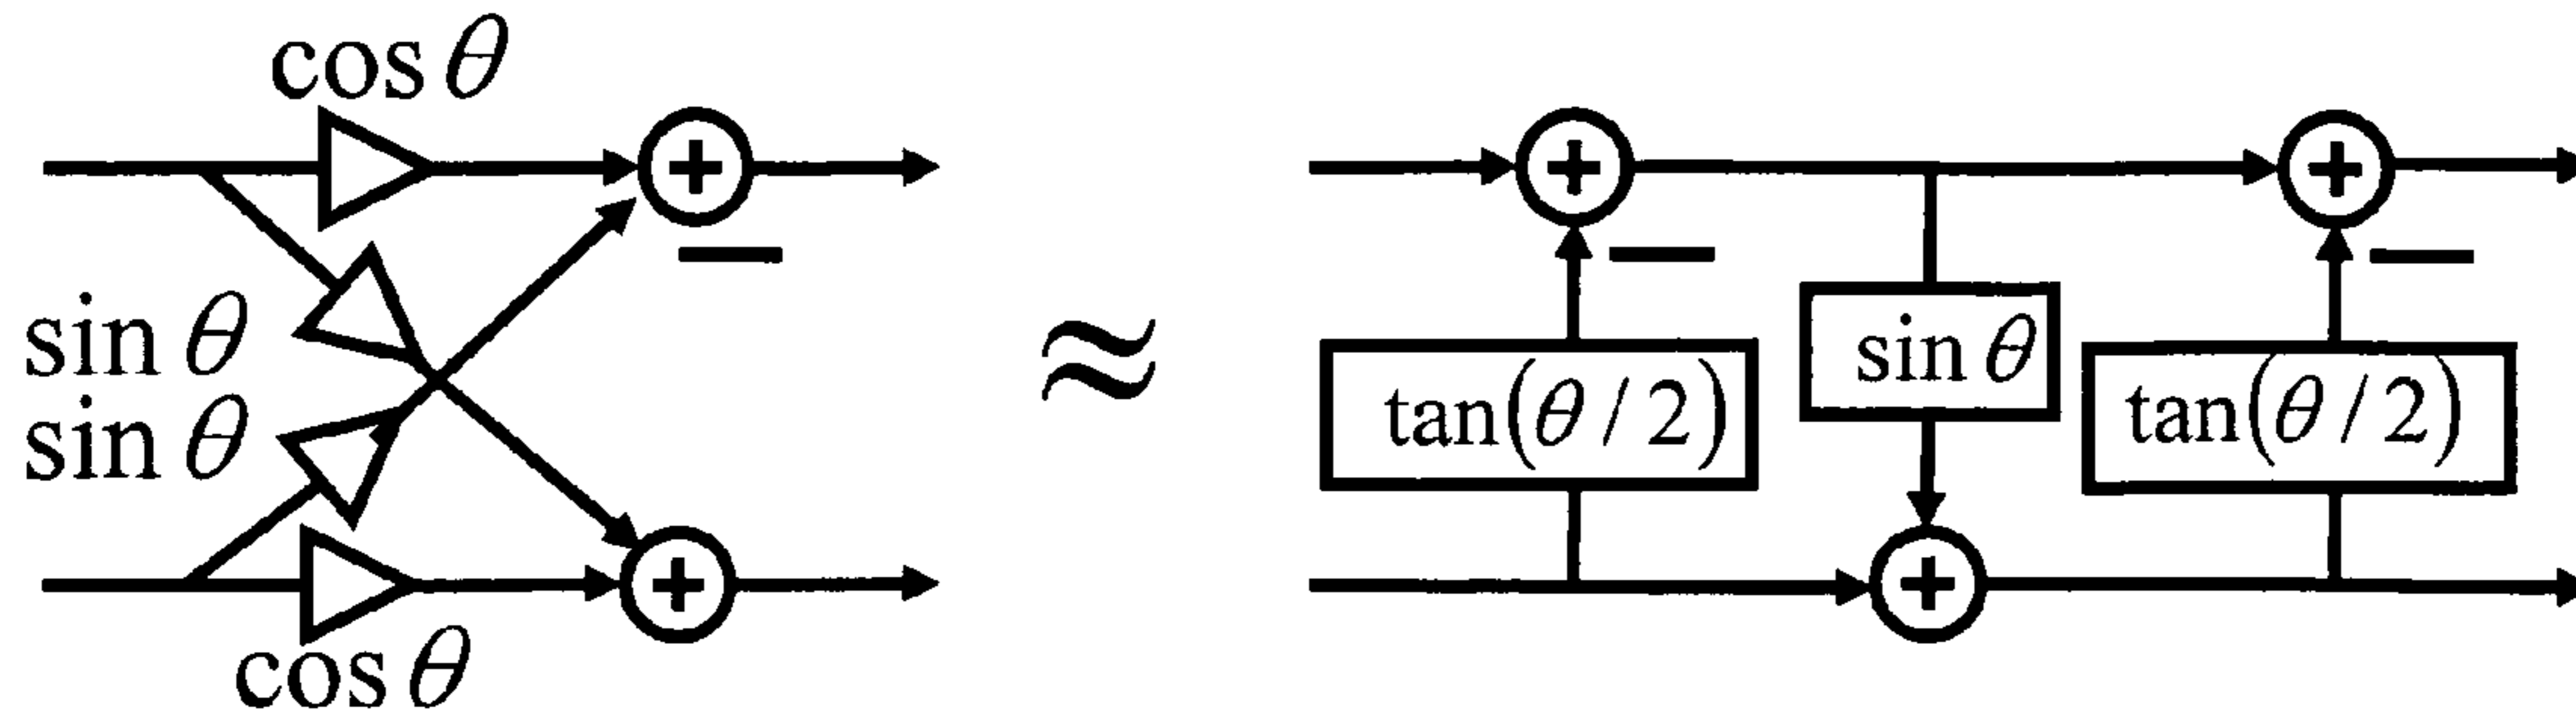 cos θ
+
−
sin θ
sin θ
+
cos θ
≈
+
−
+
−
tan(θ / 2)
sin θ
tan(θ / 2)
+